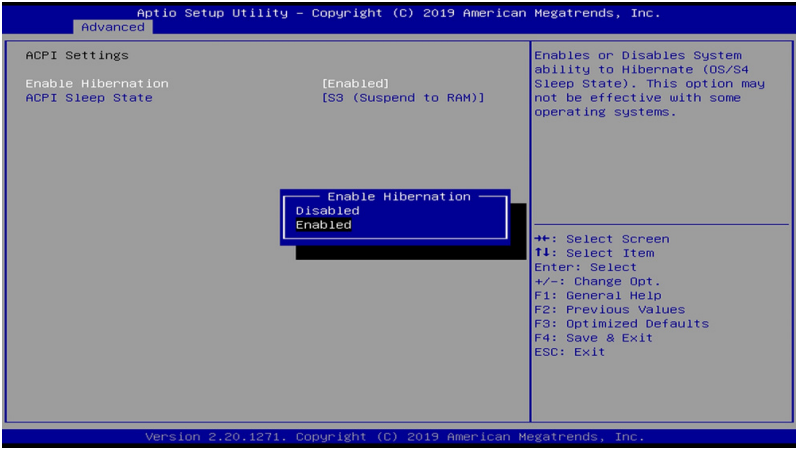 Aptio Setup Utility – Copyright (C) 2019 American Megatrends, Inc.
Advanced
ACPI Settings
Enable Hibernation [Enabled]
ACPI Sleep State [S3 (Suspend to RAM)]
Enable Hibernation
Disabled
Enabled
Enables or Disables System
ability to Hibernate (OS/S4
Sleep State). This option may
not be effective with some
operating systems.
→←: Select Screen
↑↓: Select Item
Enter: Select
+/-: Change Opt.
F1: General Help
F2: Previous Values
F3: Optimized Defaults
F4: Save & Exit
ESC: Exit
Version 2.20.1271. Copyright (C) 2019 American Megatrends, Inc.